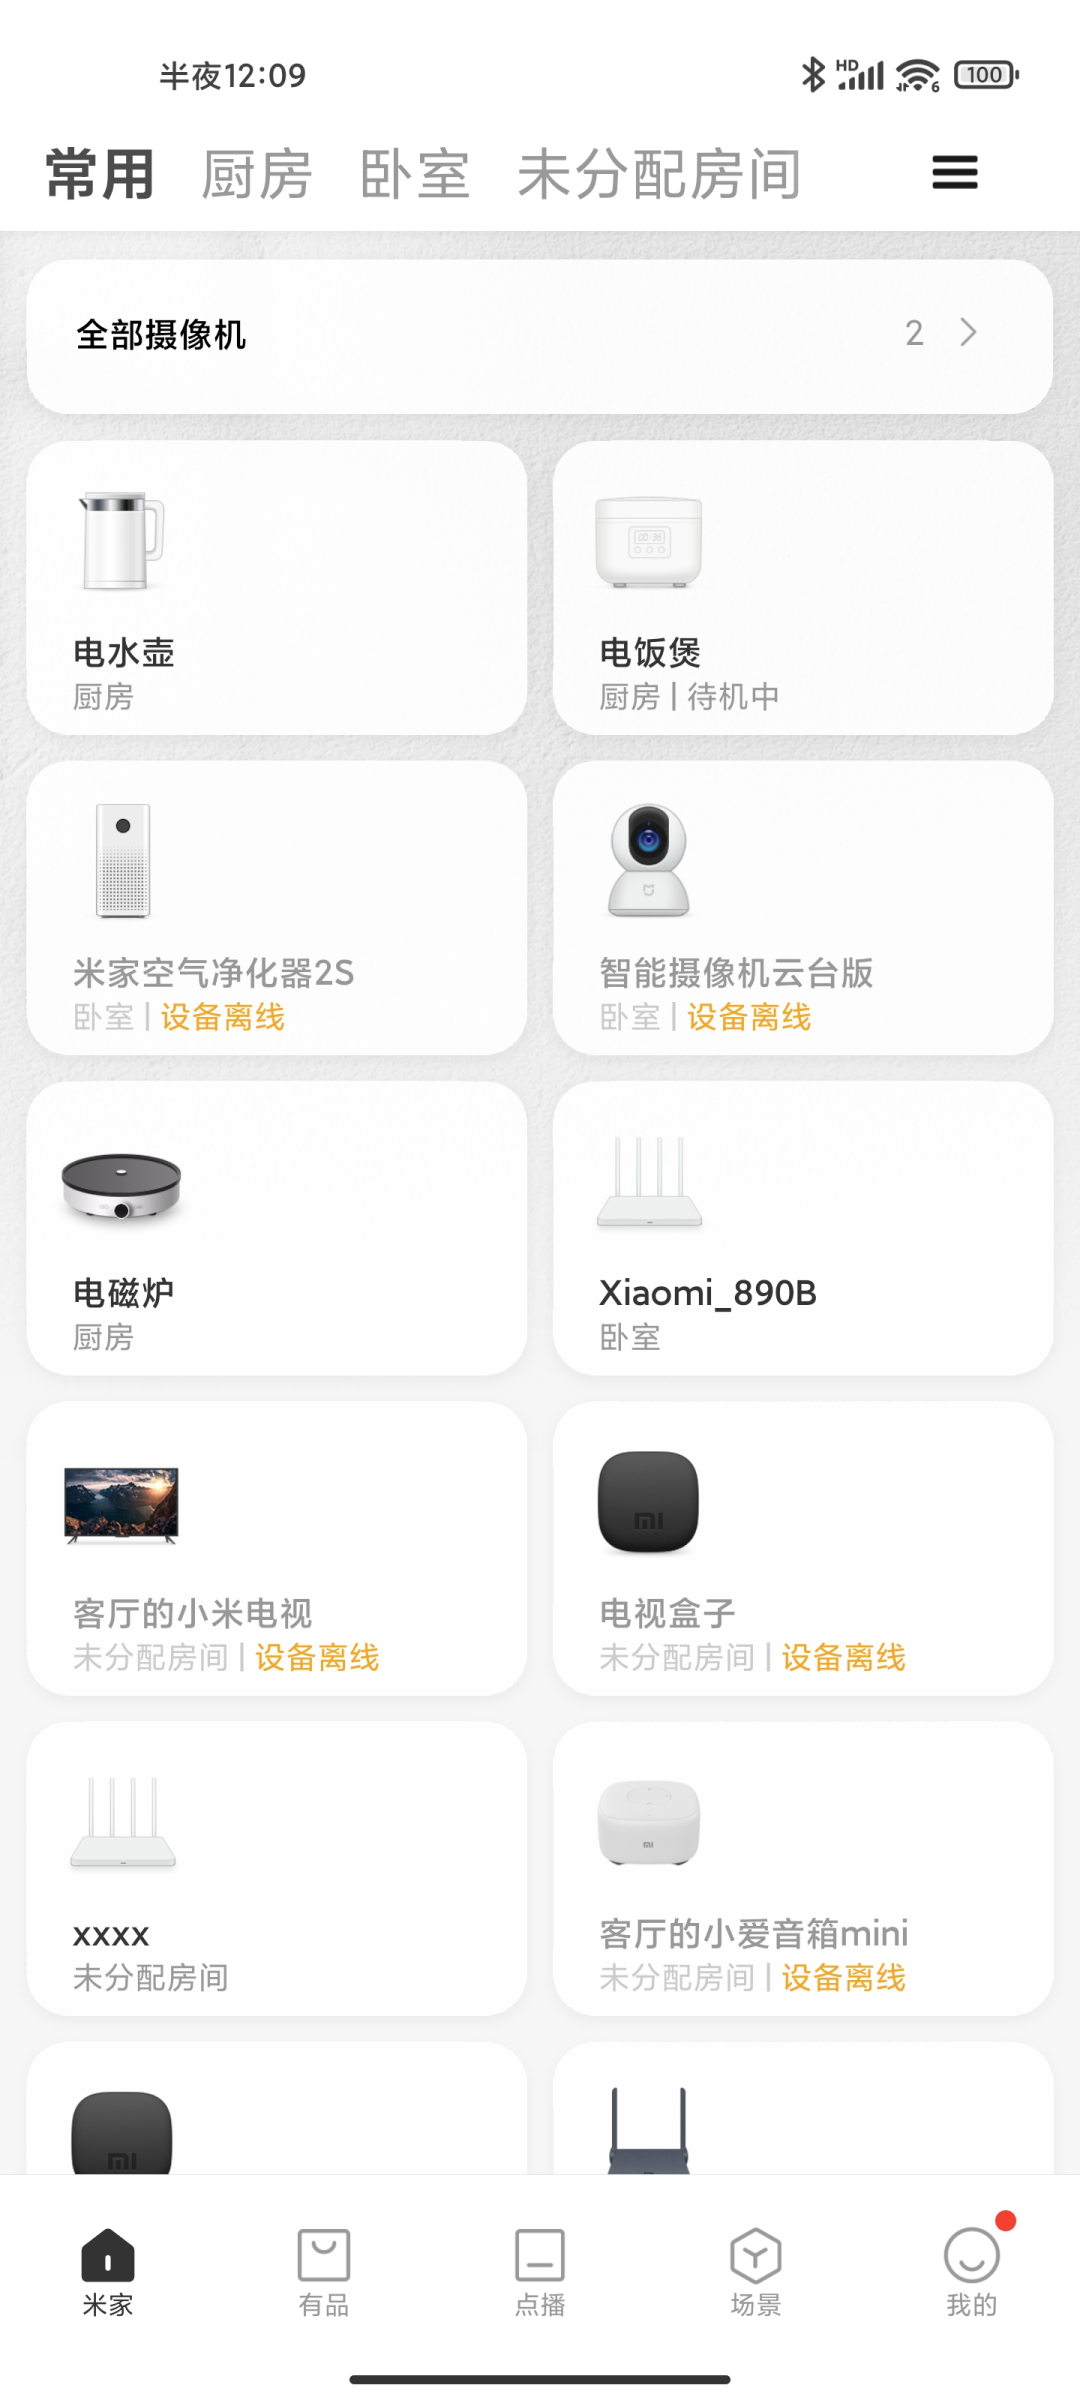 半夜12:09
HD
6
100
常用 厨房 卧室 未分配房间
全部摄像机
2
电水壶
厨房
00 36
电饭煲
厨房 | 待机中
米家空气净化器2S
卧室 | 设备离线
智能摄像机云台版
卧室 | 设备离线
电磁炉
厨房
Xiaomi_890B
卧室
客厅的小米电视
未分配房间 | 设备离线
电视盒子
未分配房间 | 设备离线
xxxx
未分配房间
客厅的小爱音箱mini
未分配房间 | 设备离线
米家
有品
点播
场景
我的